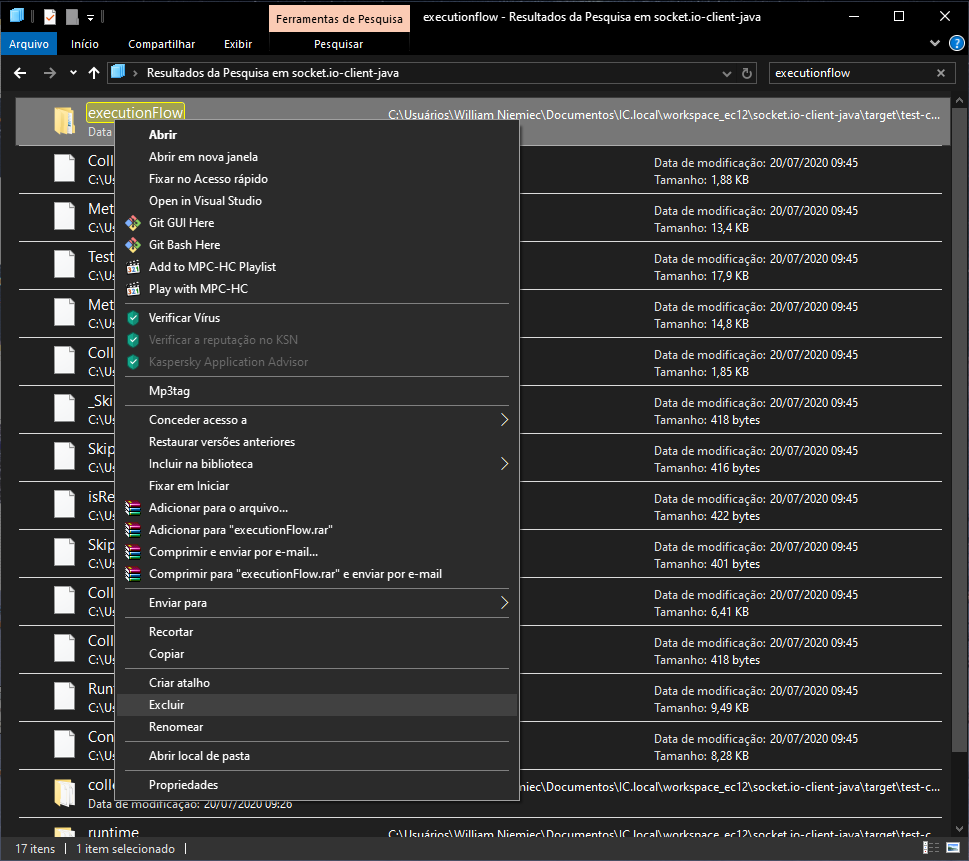 Ferramentas de Pesquisa
executionflow - Resultados da Pesquisa em socket.io-client-java
Arquivo
Início
Compartilhar
Exibir
Pesquisar
?
Resultados da Pesquisa em socket.io-client-java
executionflow
executionFlow
C:\Usuários\William Niemiec\Documentos\IC.local\workspace_ec12\socket.io-client-java\target\test-c...
Data
Abrir
Abrir em nova janela
Fixar no Acesso rápido
Open in Visual Studio
Git GUI Here
Git Bash Here
Add to MPC-HC Playlist
Play with MPC-HC
Verificar Vírus
Verificar a reputação no KSN
Kaspersky Application Advisor
Mp3tag
Conceder acesso a
Restaurar versões anteriores
Incluir na biblioteca
Fixar em Iniciar
Adicionar para o arquivo...
Adicionar para "executionFlow.rar"
Comprimir e enviar por e-mail...
Comprimir para "executionFlow.rar" e enviar por e-mail
Enviar para
Recortar
Copiar
Criar atalho
Excluir
Renomear
Abrir local de pasta
Propriedades
Coll
C:\Us
Data de modificação: 20/07/2020 09:45
Tamanho: 1,88 KB
Met
C:\Us
Data de modificação: 20/07/2020 09:45
Tamanho: 13,4 KB
Test
C:\Us
Data de modificação: 20/07/2020 09:45
Tamanho: 17,9 KB
Met
C:\Us
Data de modificação: 20/07/2020 09:45
Tamanho: 14,8 KB
Coll
C:\Us
Data de modificação: 20/07/2020 09:45
Tamanho: 1,85 KB
_Ski
C:\Us
Data de modificação: 20/07/2020 09:45
Tamanho: 418 bytes
Skip
C:\Us
Data de modificação: 20/07/2020 09:45
Tamanho: 416 bytes
isRe
C:\Us
Data de modificação: 20/07/2020 09:45
Tamanho: 422 bytes
Skip
C:\Us
Data de modificação: 20/07/2020 09:45
Tamanho: 401 bytes
Coll
C:\Us
Data de modificação: 20/07/2020 09:45
Tamanho: 6,41 KB
Coll
C:\Us
Data de modificação: 20/07/2020 09:45
Tamanho: 418 bytes
Run
C:\Us
Data de modificação: 20/07/2020 09:45
Tamanho: 9,49 KB
Con
C:\Us
Data de modificação: 20/07/2020 09:45
Tamanho: 8,28 KB
colle
miec\Documentos\IC.local\workspace_ec12\socket.io-client-java\target\test-c...
Data de modificação: 20/07/2020 09:26
runtime
C:\Usuários\William Niemiec\Documentos\IC.local\workspace_ec12\socket.io-client-java\target\test-c...
17 itens
1 item selecionado